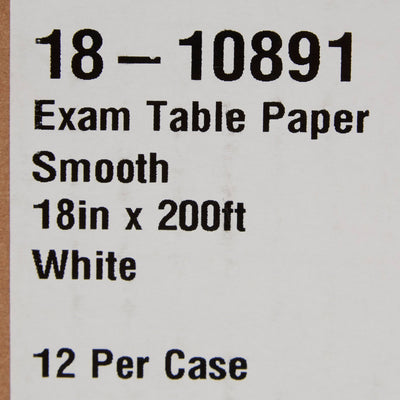 18-10891
Exam Table Paper
Smooth
18in x 200ft
White
12 Per Case